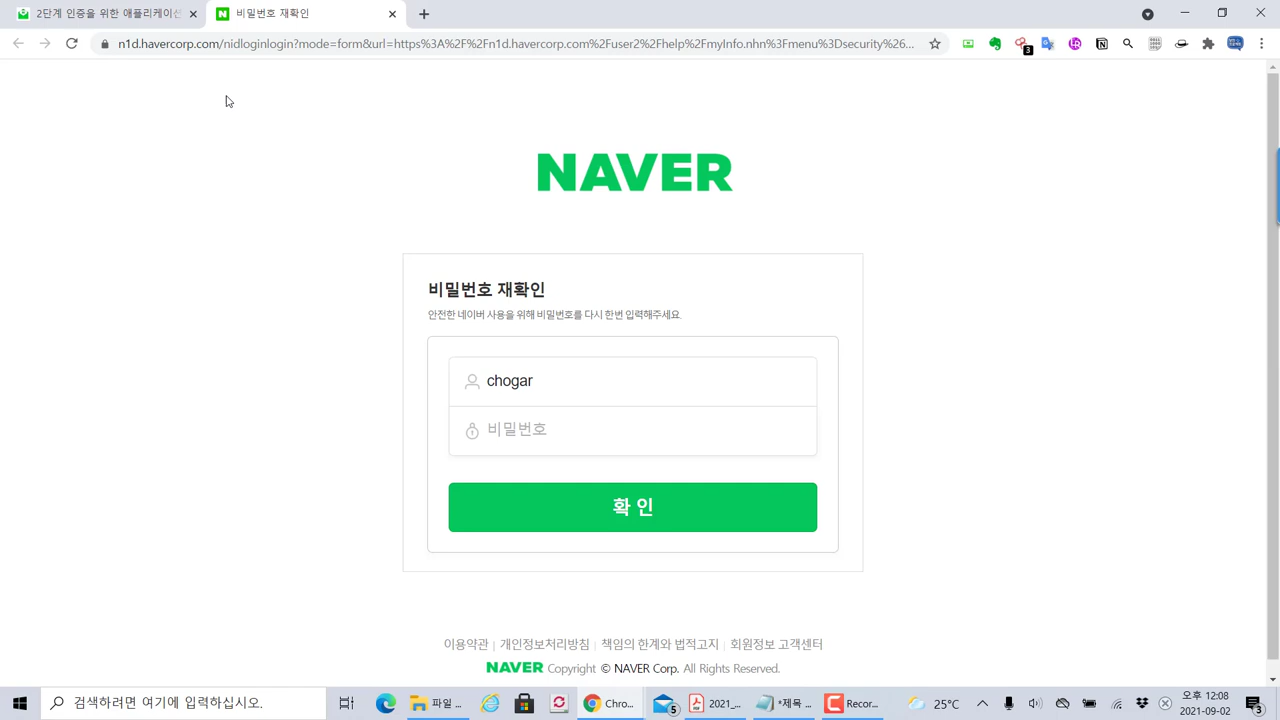 2단계 인증을 위한 애플리케이션
비밀번호 재확인
n1d.havercorp.com/nidloginlogin?mode=form&url=https%3A%2F%2Fn1d.havercorp.com%2Fuser2%2Fhelp%2FmyInfo.nhn%3Fmenu%3Dsecurity%26...
3
NAVER
비밀번호 재확인
안전한 네이버 사용을 위해 비밀번호를 다시 한번 입력해주세요.
chogar
비밀번호
확 인
이용약관 | 개인정보처리방침 | 책임의 한계와 법적고지 | 회원정보 고객센터
NAVER Copyright © NAVER Corp. All Rights Reserved.
검색하려면 여기에 입력하십시오.
파일 ...
Chro...
5
2021_...
*제목 ...
Recor...
25°C
오후 12:08
2021-09-02
3